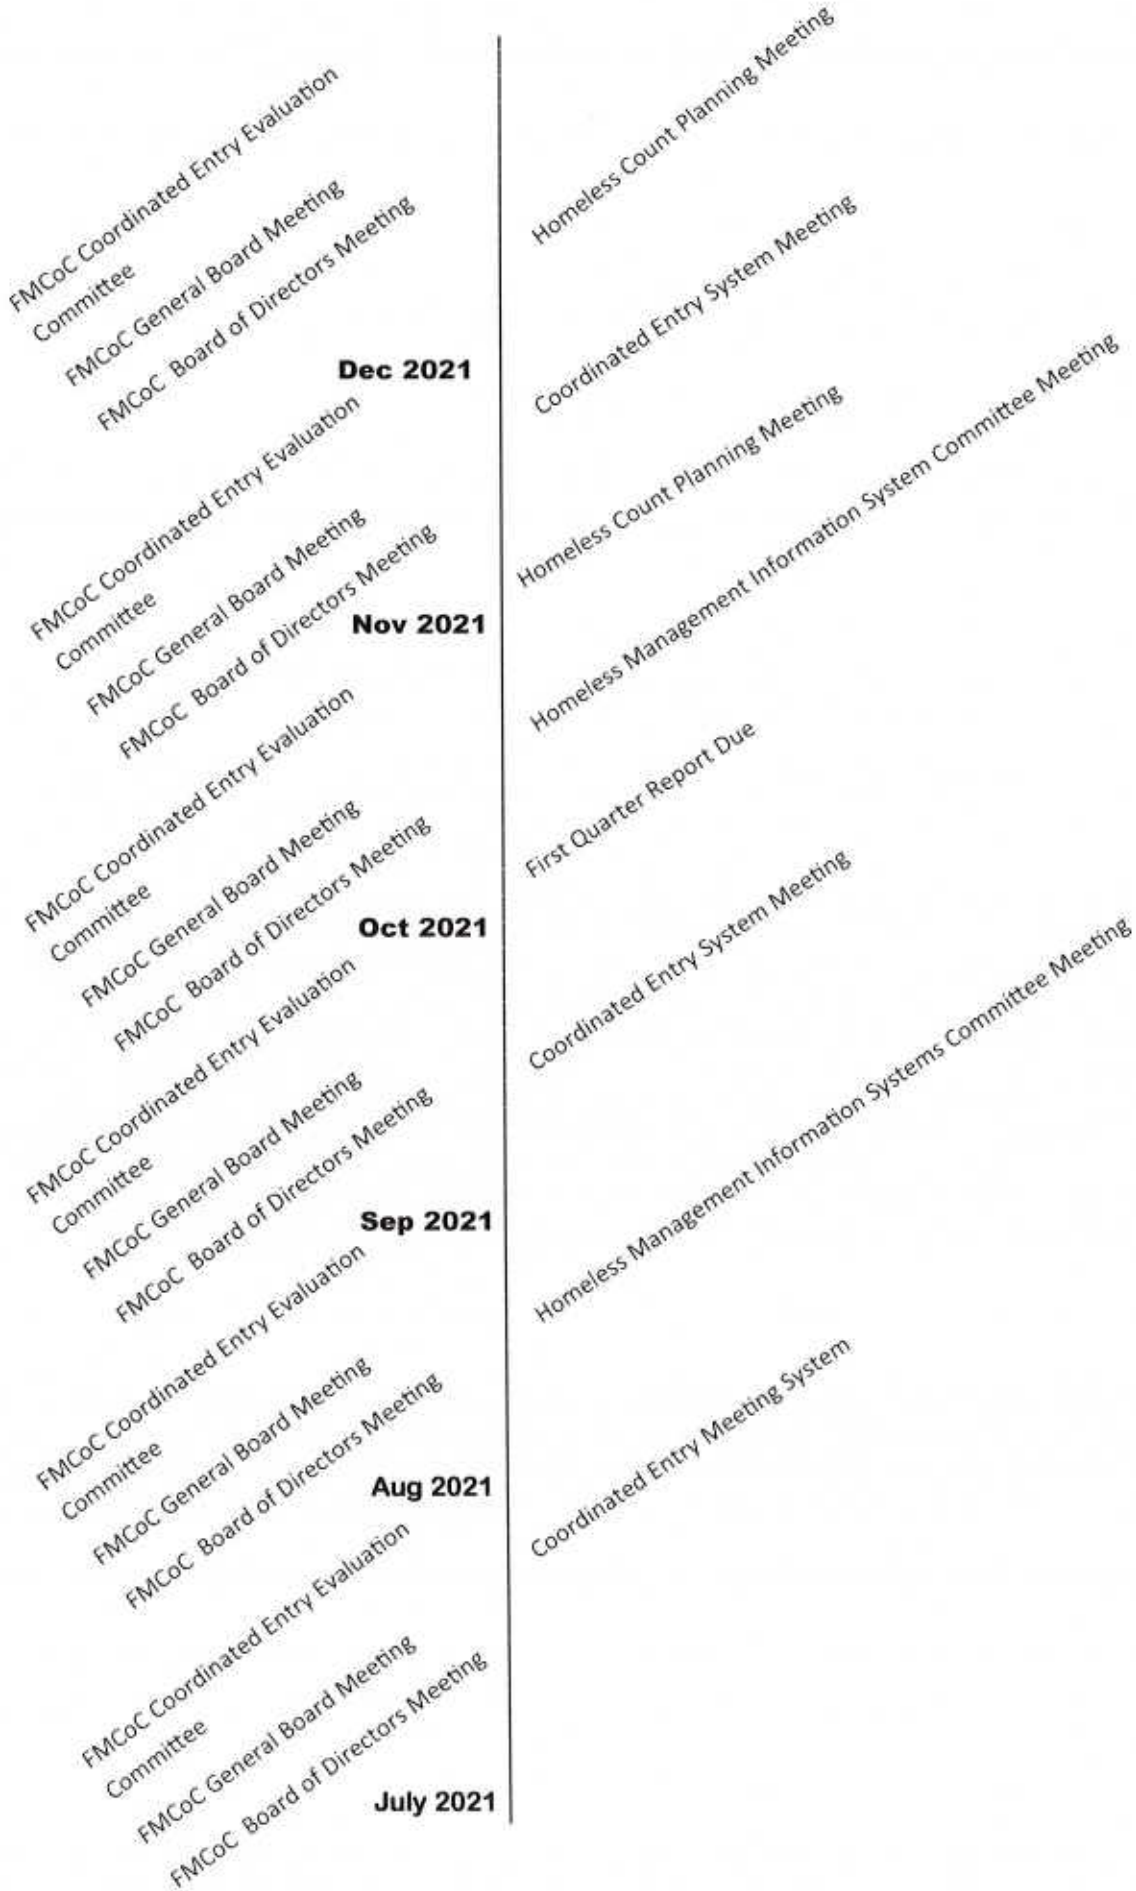 Homeless Count Planning Meeting
FMCoC Coordinated Entry Evaluation
Committee
FMCoC General Board Meeting
FMCoC Board of Directors Meeting
Coordinated Entry System Meeting
Dec 2021
Homeless Count Planning Meeting
Homeless Management Information System Committee Meeting
FMCoC Coordinated Entry Evaluation
Committee
FMCoC General Board Meeting
FMCoC Board of Directors Meeting
Nov 2021
First Quarter Report Due
FMCoC Coordinated Entry Evaluation
Committee
FMCoC General Board Meeting
FMCoC Board of Directors Meeting
Coordinated Entry System Meeting
Oct 2021
Homeless Management Information Systems Committee Meeting
FMCoC Coordinated Entry Evaluation
Committee
FMCoC General Board Meeting
FMCoC Board of Directors Meeting
Sep 2021
FMCoC Coordinated Entry Evaluation
Committee
FMCoC General Board Meeting
FMCoC Board of Directors Meeting
Coordinated Entry Meeting System
Aug 2021
FMCoC Coordinated Entry Evaluation
Committee
FMCoC General Board Meeting
FMCoC Board of Directors Meeting
July 2021